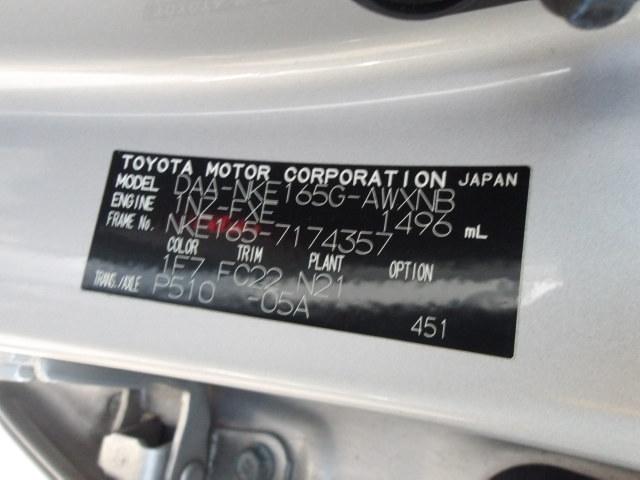 TOYOTA MOTOR CORPORATION JAPAN
MODEL DAA-NKE165G-AWXNB
ENGINE 1NZ-FXE 1496 mL
FRAME No. NKE165-7174357
COLOR TRIM PLANT OPTION
1F7 FC22 N21
TRANS./AXLE P510 -05A
451